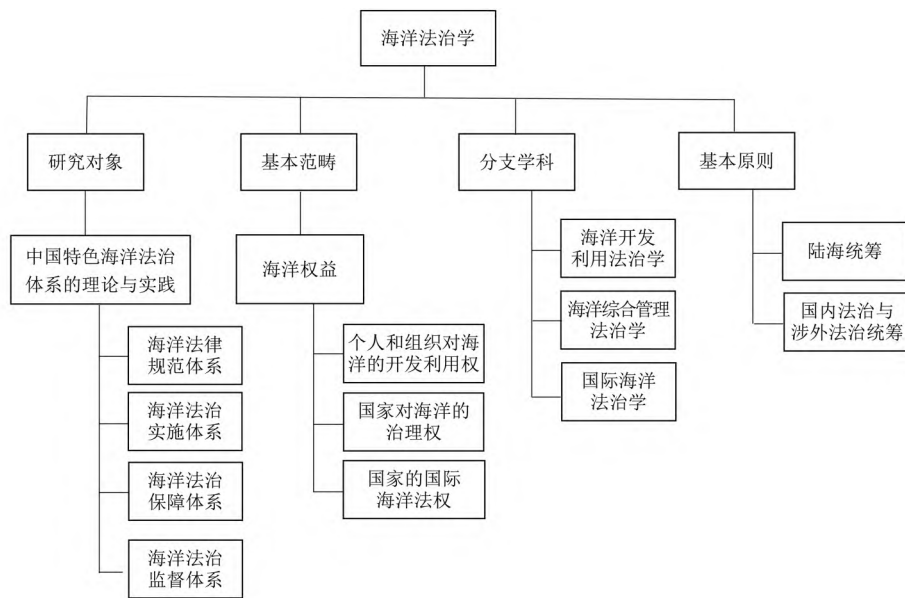 海洋法治学
研究对象
基本范畴
分支学科
基本原则
中国特色海洋法治
体系的理论与实践
海洋法律
规范体系
海洋法治
实施体系
海洋法治
保障体系
海洋法治
监督体系
海洋权益
个人和组织对海
洋的开发利用权
国家对海洋的
治理权
国家的国际
海洋法权
海洋开发
利用法治学
海洋综合管理
法治学
国际海洋
法治学
陆海统筹
国内法治与
涉外法治统筹